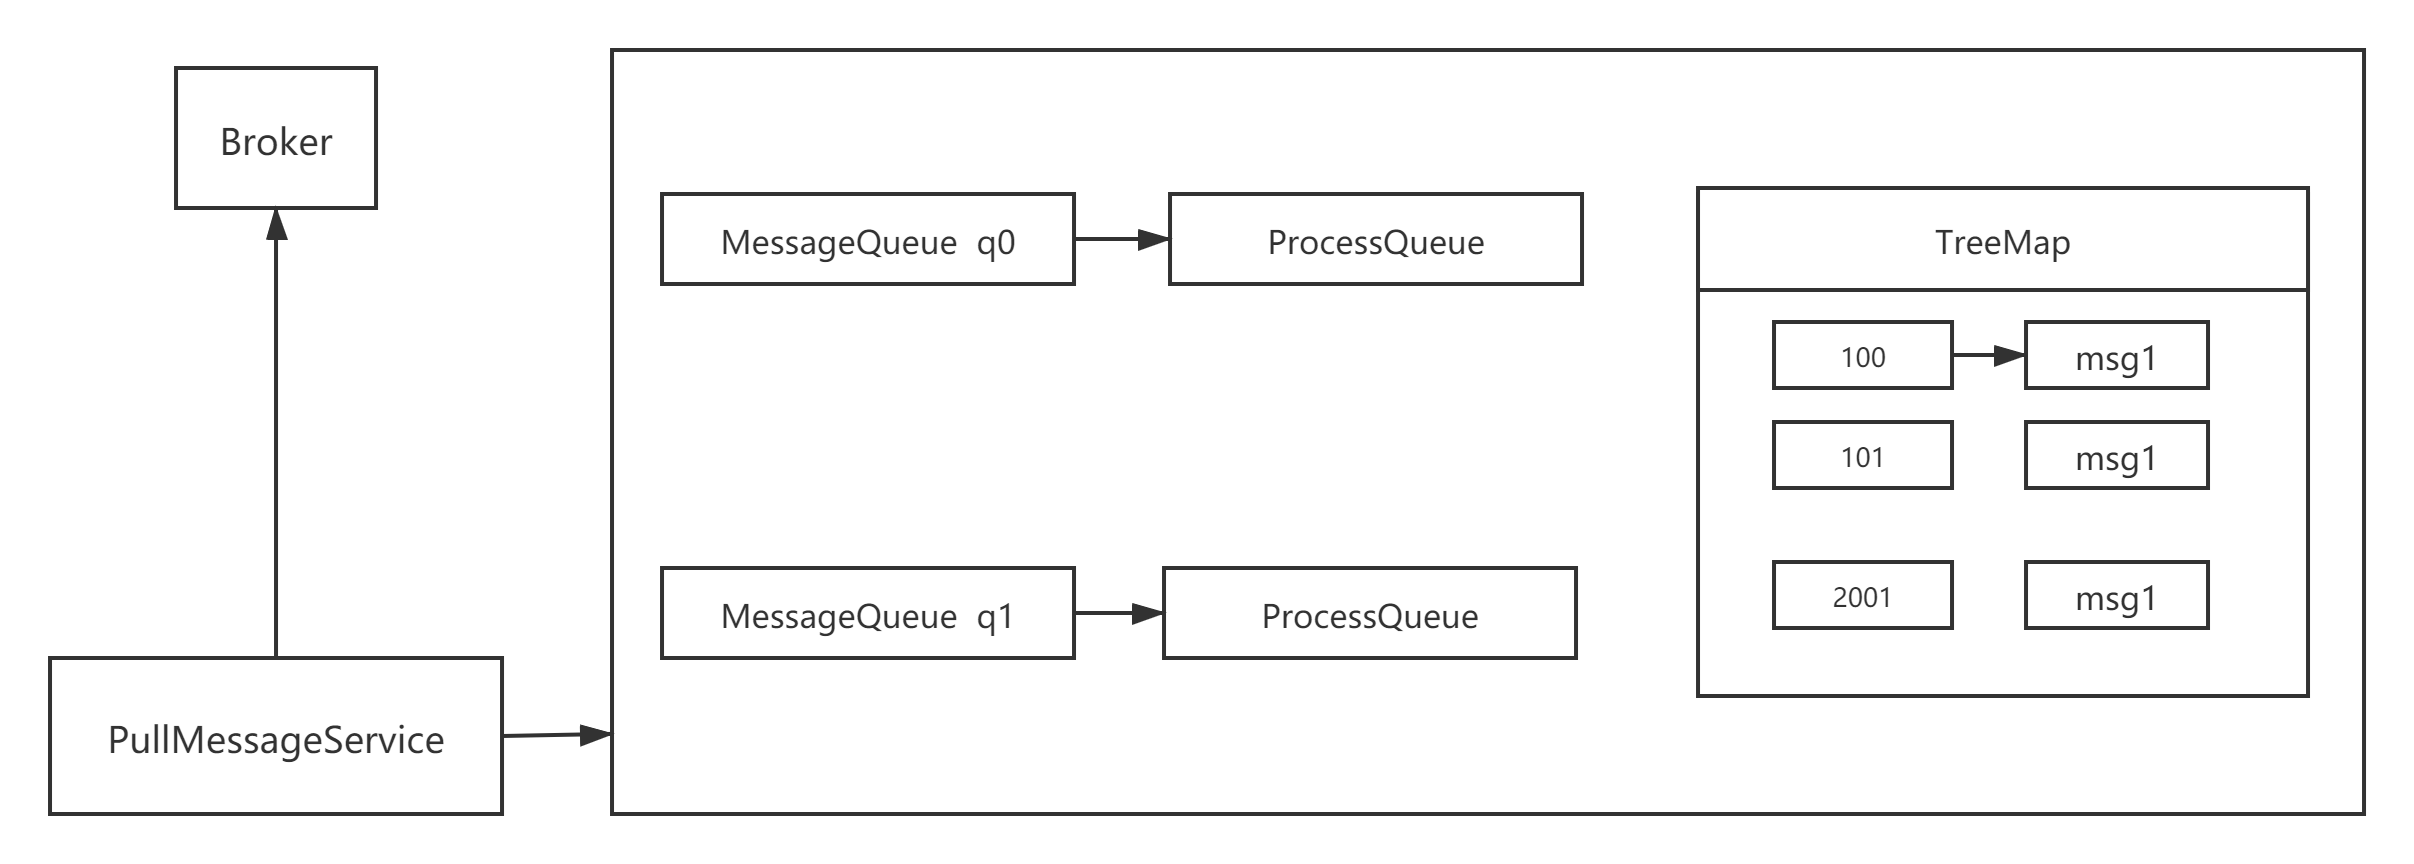 Broker
PullMessageService
MessageQueue  q0
ProcessQueue
MessageQueue  q1
ProcessQueue
TreeMap
100
msg1
101
msg1
2001
msg1